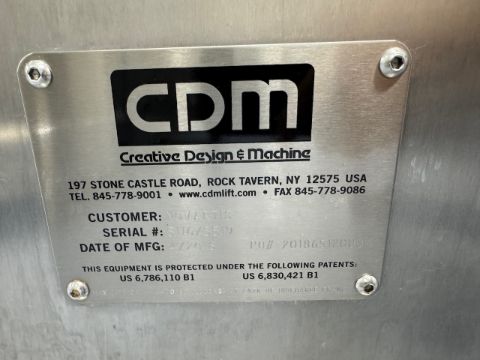 CDM
Creative Design & Machine
197 STONE CASTLE ROAD, ROCK TAVERN, NY 12575 USA
TEL. 845-778-9001 • www.cdmlift.com • FAX 845-778-9086
CUSTOMER:
SERIAL #:
DATE OF MFG: PO#
THIS EQUIPMENT IS PROTECTED UNDER THE FOLLOWING PATENTS:
US 6,786,110 B1 US 6,830,421 B1